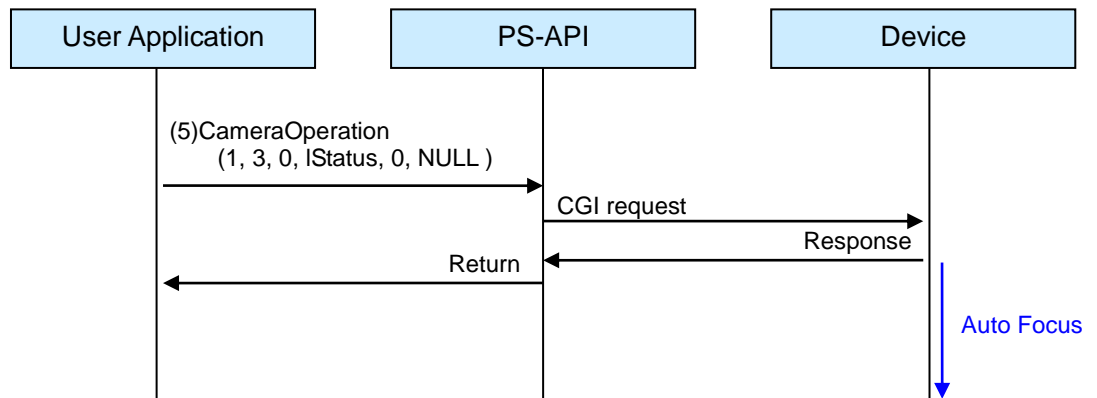 User Application
PS-API
Device
(5)CameraOperation
(1, 3, 0, lStatus, 0, NULL )
CGI request
Response
Return
Auto Focus